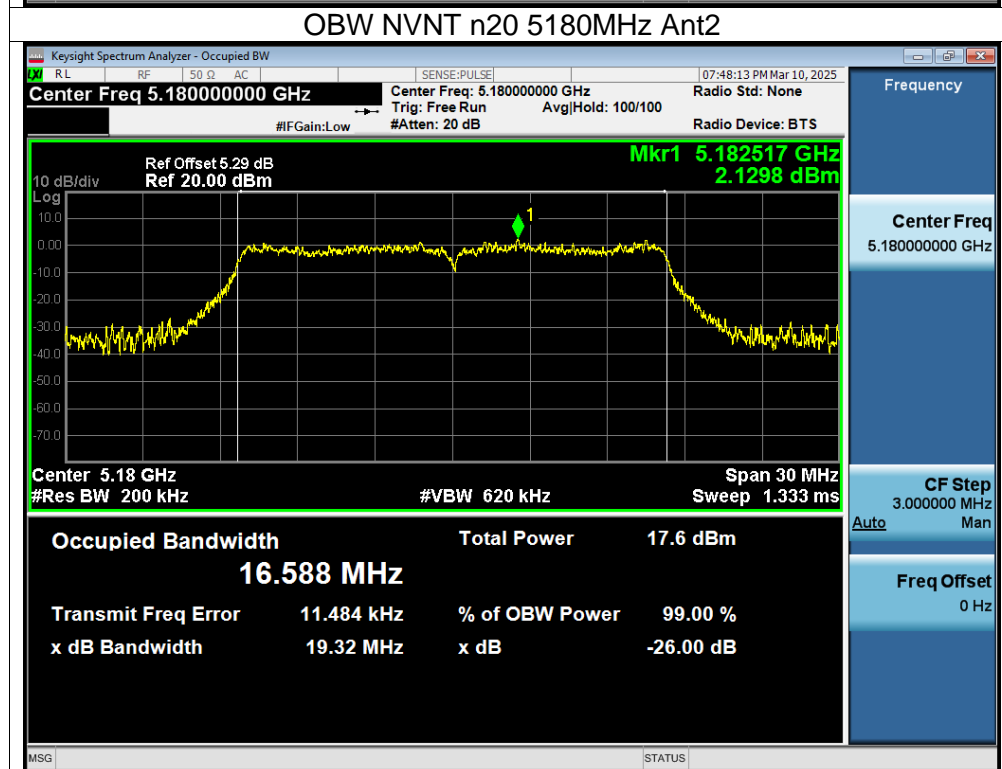 OBW NVNT n20 5180MHz Ant2
Keysight Spectrum Analyzer - Occupied BW
LXI RL RF 50 Ω AC SENSE:PULSE 07:48:13 PM Mar 10, 2025
Center Freq 5.180000000 GHz Center Freq: 5.180000000 GHz Radio Std: None
Trig: Free Run Avg|Hold: 100/100
#IFGain:Low #Atten: 20 dB Radio Device: BTS
Frequency
Mkr1 5.182517 GHz
2.1298 dBm
Ref Offset 5.29 dB
10 dB/div Ref 20.00 dBm
Log
10.0
0.00
-10.0
-20.0
-30.0
-40.0
-50.0
-60.0
-70.0
1
Center 5.18 GHz Span 30 MHz
#Res BW 200 kHz #VBW 620 kHz Sweep 1.333 ms
Occupied Bandwidth Total Power 17.6 dBm
16.588 MHz
Transmit Freq Error 11.484 kHz % of OBW Power 99.00 %
x dB Bandwidth 19.32 MHz x dB -26.00 dB
Center Freq
5.180000000 GHz
CF Step
3.000000 MHz
Auto Man
Freq Offset
0 Hz
MSG STATUS